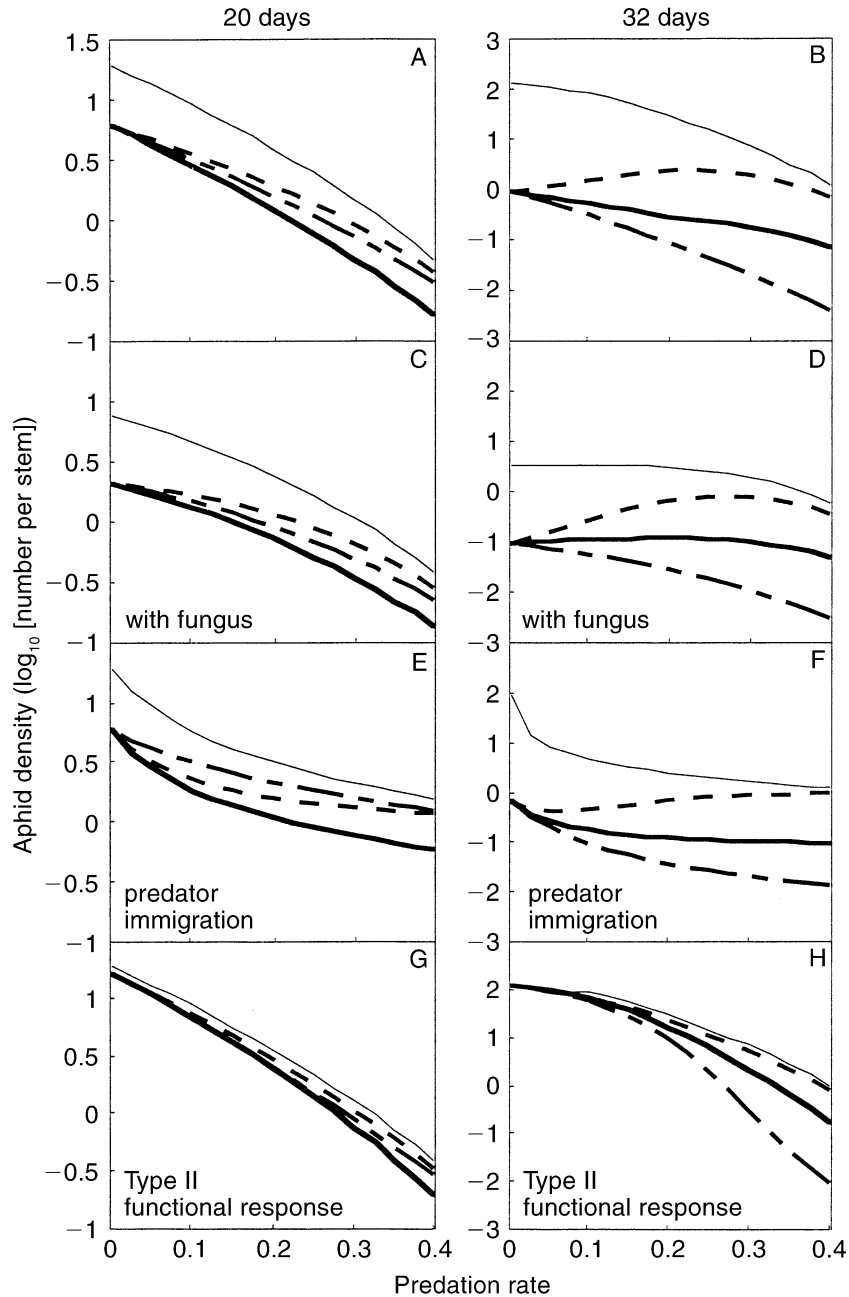 20 days
32 days
A
1.5
1
0.5
0
−0.5
−1
B
3
2
1
0
−1
−2
−3
C
1
0.5
0
−0.5
−1
with fungus
D
2
1
0
−1
−2
−3
with fungus
E
1
0.5
0
−0.5
−1
predator
immigration
F
2
1
0
−1
−2
−3
predator
immigration
G
1
0.5
0
−0.5
−1
Type II
functional response
H
2
1
0
−1
−2
−3
Type II
functional response
0 0.1 0.2 0.3 0.4
0 0.1 0.2 0.3 0.4
Predation rate
Aphid density (log₁₀ [number per stem])